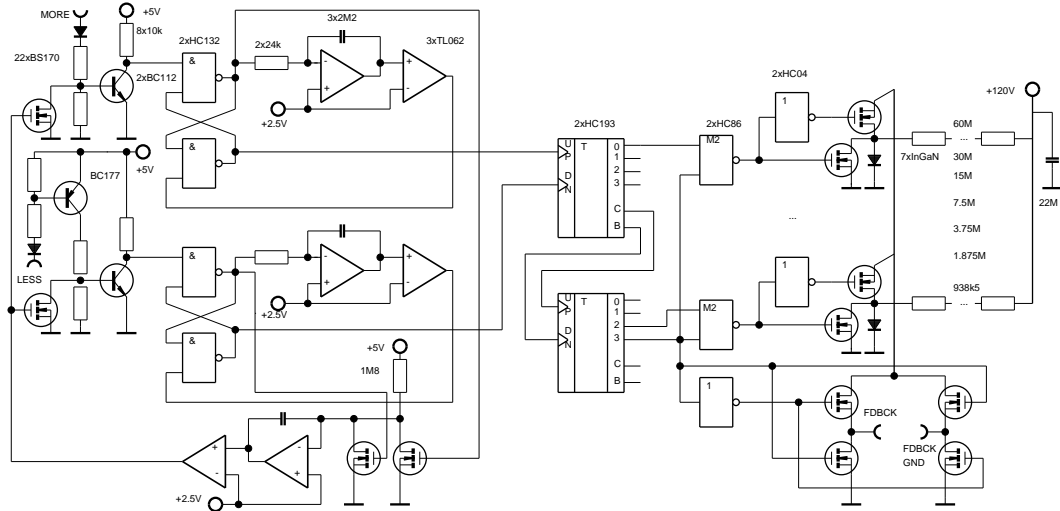 MORE
+5V
8x10k
22xBS170
2xBC112
2xHC132
&
&
2x24k
3x2M2
3xTL062
-
+
+
-
+2.5V
BC177
+5V
LESS
&
&
-
+
+
-
+2.5V
+5V
1M8
+
-
-
+
+2.5V
2xHC193
U
P
D
N
T
0
1
2
3
C
B
U
P
D
N
T
0
1
2
3
C
B
2xHC86
M2
M2
1
2xHC04
1
1
+120V
60M
7xInGaN
...
30M
15M
7.5M
3.75M
1.875M
938k5
...
...
22M
FDBCK
FDBCK
GND